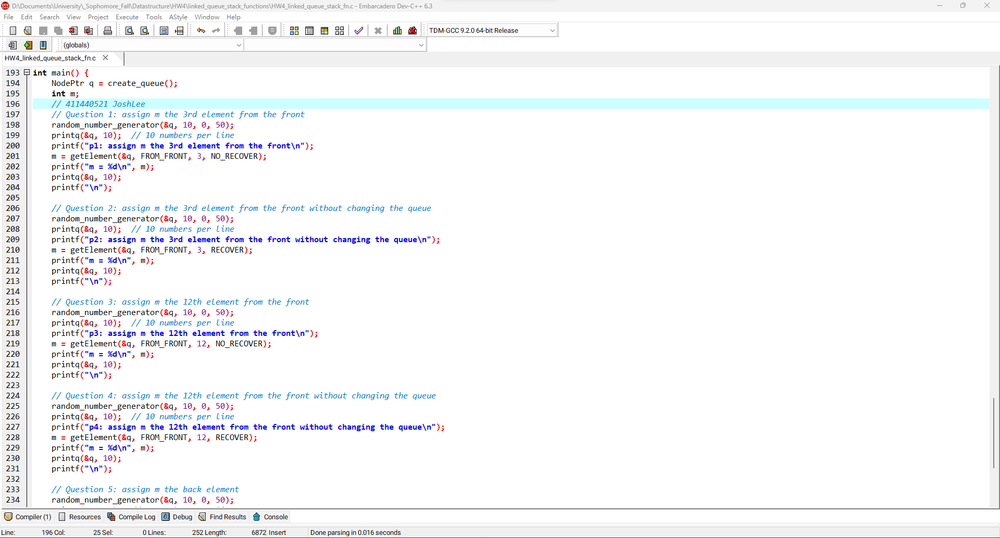 D:\Documents\University\_Sophomore_Fall\Datastructure\HW4\linked_queue_stack_functions\HW4_linked_queue_stack_fn.c - Embarcadero Dev-C++ 6.3
File Edit Search View Project Execute Tools AStyle Window Help
TDM-GCC 9.2.0 64-bit Release
(globals)
HW4_linked_queue_stack_fn.c
193 int main() {
194 NodePtr q = create_queue();
195 int m;
196 // 411440521 JoshLee
197 // Question 1: assign m the 3rd element from the front
198 random_number_generator(&q, 10, 0, 50);
199 printq(&q, 10); // 10 numbers per line
200 printf("p1: assign m the 3rd element from the front\n");
201 m = getElement(&q, FROM_FRONT, 3, NO_RECOVER);
202 printf("m = %d\n", m);
203 printq(&q, 10);
204 printf("\n");
205
206 // Question 2: assign m the 3rd element from the front without changing the queue
207 random_number_generator(&q, 10, 0, 50);
208 printq(&q, 10); // 10 numbers per line
209 printf("p2: assign m the 3rd element from the front without changing the queue\n");
210 m = getElement(&q, FROM_FRONT, 3, RECOVER);
211 printf("m = %d\n", m);
212 printq(&q, 10);
213 printf("\n");
214
215 // Question 3: assign m the 12th element from the front
216 random_number_generator(&q, 10, 0, 50);
217 printq(&q, 10); // 10 numbers per line
218 printf("p3: assign m the 12th element from the front\n");
219 m = getElement(&q, FROM_FRONT, 12, NO_RECOVER);
220 printf("m = %d\n", m);
221 printq(&q, 10);
222 printf("\n");
223
224 // Question 4: assign m the 12th element from the front without changing the queue
225 random_number_generator(&q, 10, 0, 50);
226 printq(&q, 10); // 10 numbers per line
227 printf("p4: assign m the 12th element from the front without changing the queue\n");
228 m = getElement(&q, FROM_FRONT, 12, RECOVER);
229 printf("m = %d\n", m);
230 printq(&q, 10);
231 printf("\n");
232
233 // Question 5: assign m the back element
234 random_number_generator(&q, 10, 0, 50);
Compiler (1) Resources Compile Log Debug Find Results Console
Line: 196 Col: 25 Sel: 0 Lines: 252 Length: 6872 Insert Done parsing in 0.016 seconds